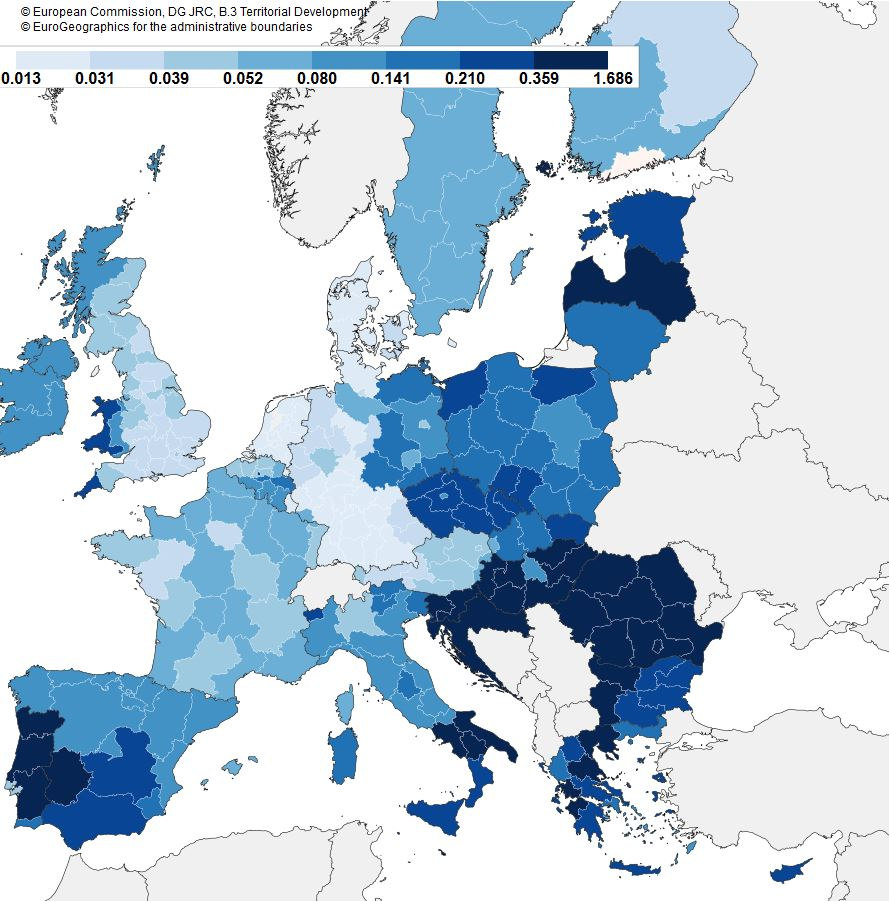 © European Commission, DG JRC, B.3 Territorial Development
© EuroGeographics for the administrative boundaries
0.013 0.031 0.039 0.052 0.080 0.141 0.210 0.359 1.686